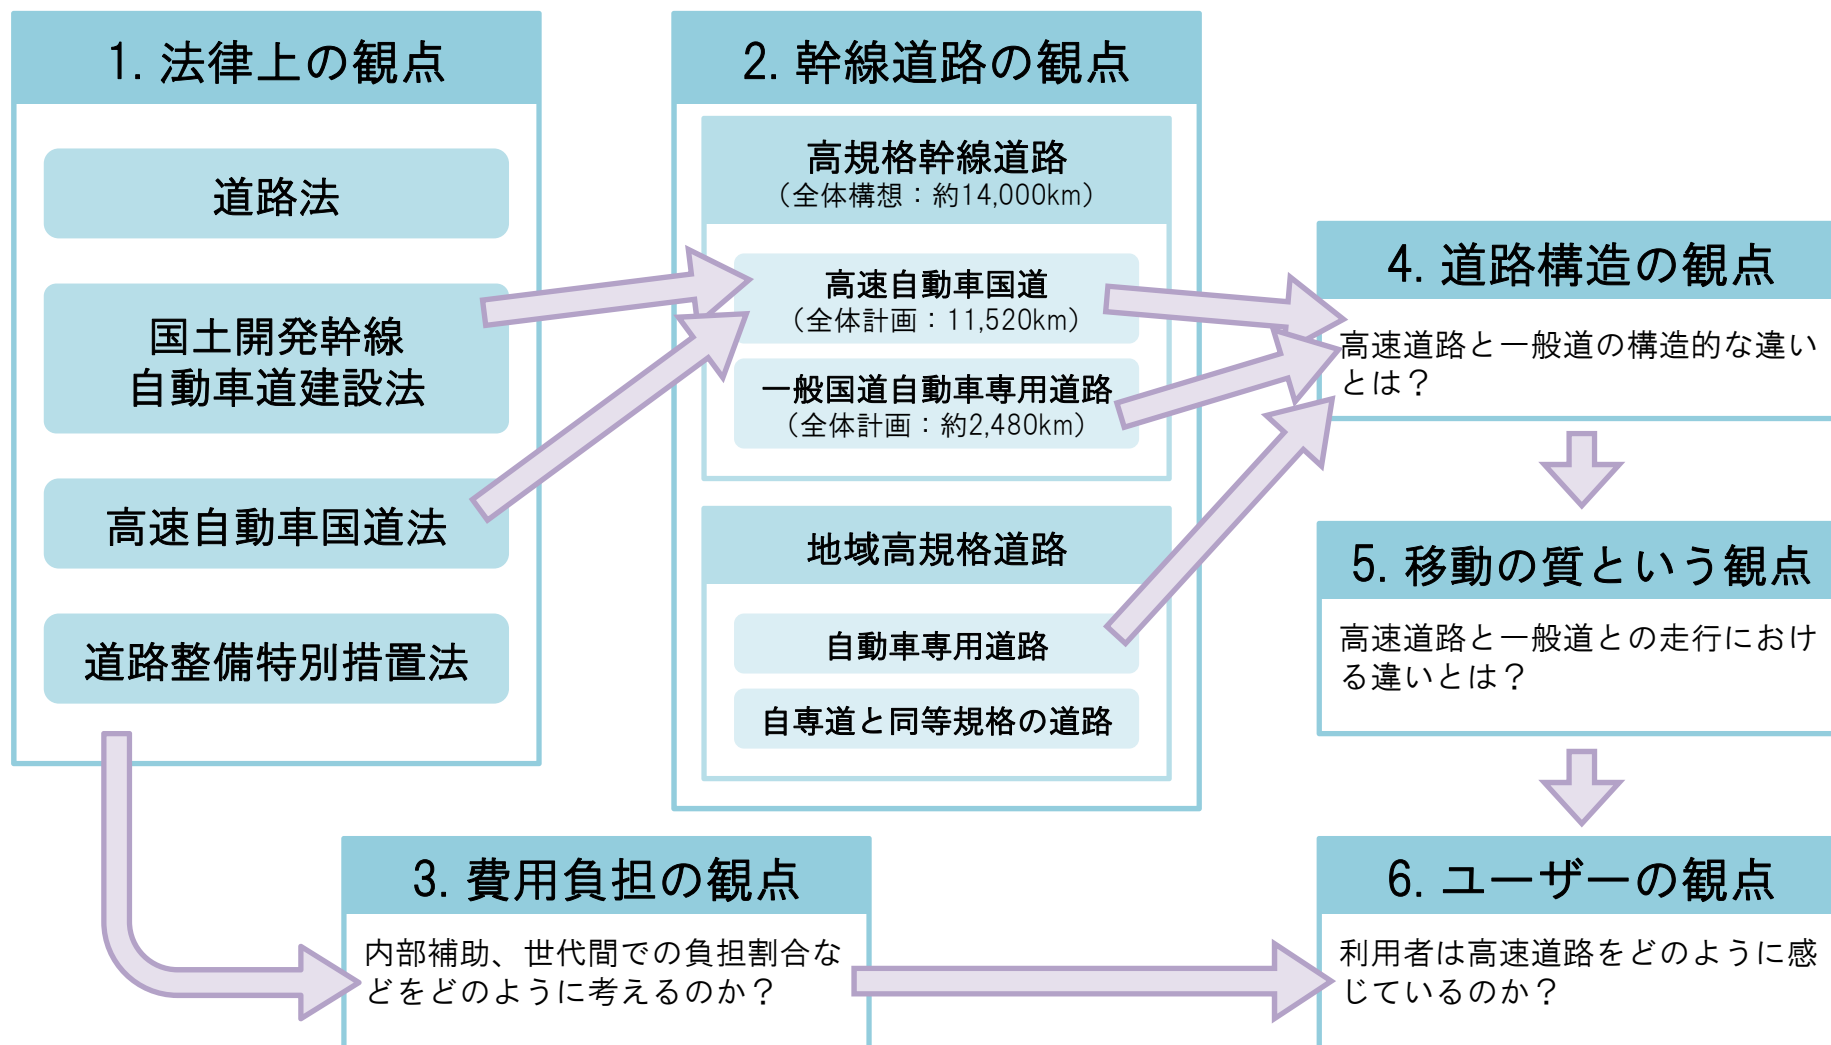 1. 法律上の観点
道路法
国土開発幹線
自動車道建設法
高速自動車国道法
道路整備特別措置法
2. 幹線道路の観点
高規格幹線道路
（全体構想：約14,000km）
高速自動車国道
（全体計画：11,520km）
一般国道自動車専用道路
（全体計画：約2,480km）
地域高規格道路
自動車専用道路
自専道と同等規格の道路
3. 費用負担の観点
内部補助、世代間での負担割合な
どをどのように考えるのか？
4. 道路構造の観点
高速道路と一般道の構造的な違い
とは？
5. 移動の質という観点
高速道路と一般道との走行におけ
る違いとは？
6. ユーザーの観点
利用者は高速道路をどのように感
じているのか？